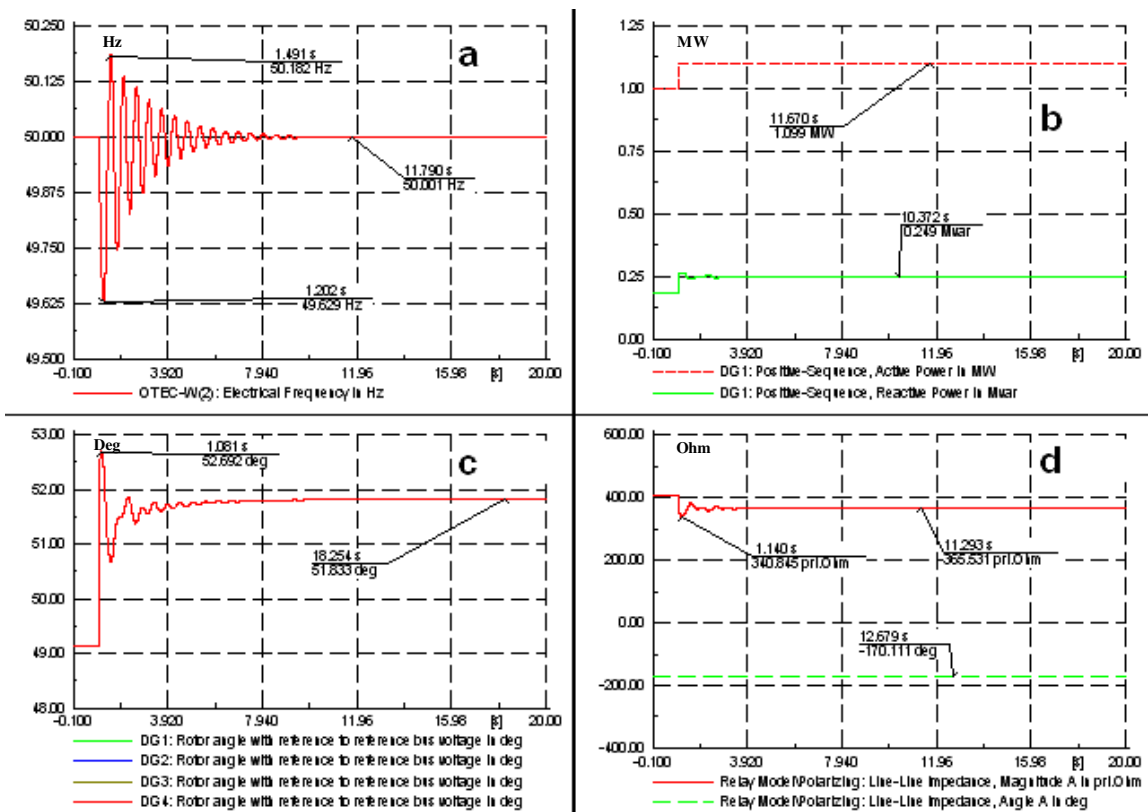 Hz
a
50.250
50.125
50.000
49.875
49.750
49.625
49.500
1.491 s
50.182 Hz
11.790 s
50.001 Hz
1.202 s
49.629 Hz
-0.100 3.920 7.940 11.96 15.98 [s] 20.00
OTEC-W(2): Electrical Frequency in Hz
MW
b
1.25
1.00
0.75
0.50
0.25
0.00
11.670 s
1.099 MW
10.372 s
0.249 Mvar
-0.100 3.920 7.940 11.96 15.98 [s] 20.00
DG1: Positive-Sequence, Active Power in MW
DG1: Positive-Sequence, Reactive Power in Mvar
Deg
c
53.00
52.00
51.00
50.00
49.00
48.00
1.081 s
52.692 deg
18.254 s
51.833 deg
-0.100 3.920 7.940 11.96 15.98 [s] 20.00
DG1: Rotor angle with reference to reference bus voltage in deg
DG2: Rotor angle with reference to reference bus voltage in deg
DG3: Rotor angle with reference to reference bus voltage in deg
DG4: Rotor angle with reference to reference bus voltage in deg
Ohm
d
600.00
400.00
200.00
0.00
-200.00
-400.00
1.140 s
340.845 pri.Ohm
11.293 s
365.531 pri.Ohm
12.679 s
-170.111 deg
-0.100 3.920 7.940 11.96 15.98 [s] 20.00
Relay Model\Polarizing: Line-Line Impedance, Magnitude A in pri.Ohm
Relay Model\Polarizing: Line-Line Impedance, Angle A in deg